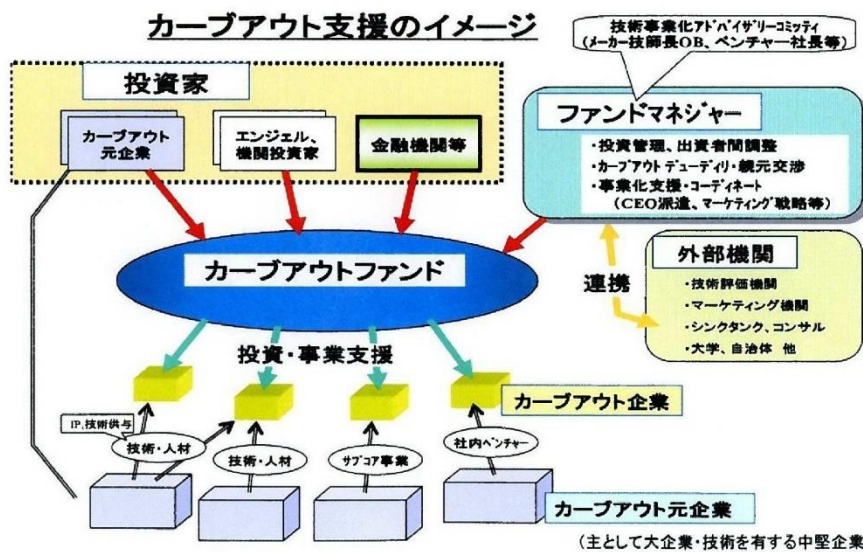 カーブアウト支援のイメージ
技術事業化アドバイザリーコミッティ
(メーカー技師長OB、ベンチャー社長等)
投資家
カーブアウト
元企業
エンジェル、
機関投資家
金融機関等
ファンドマネジャー
・投資管理、出資者間調整
・カーブアウトデューデイリ・親元交渉
・事業化支援・コーディネート
(CEO派遣、マーケティング戦略等)
カーブアウトファンド
連携
外部機関
・技術評価機関
・マーケティング機関
・シンクタンク、コンサル
・大学、自治体 他
投資・事業支援
カーブアウト企業
IP、技術供与
技術・人材
技術・人材
サブコア事業
社内ベンチャー
カーブアウト元企業
(主として大企業・技術を有する中堅企業